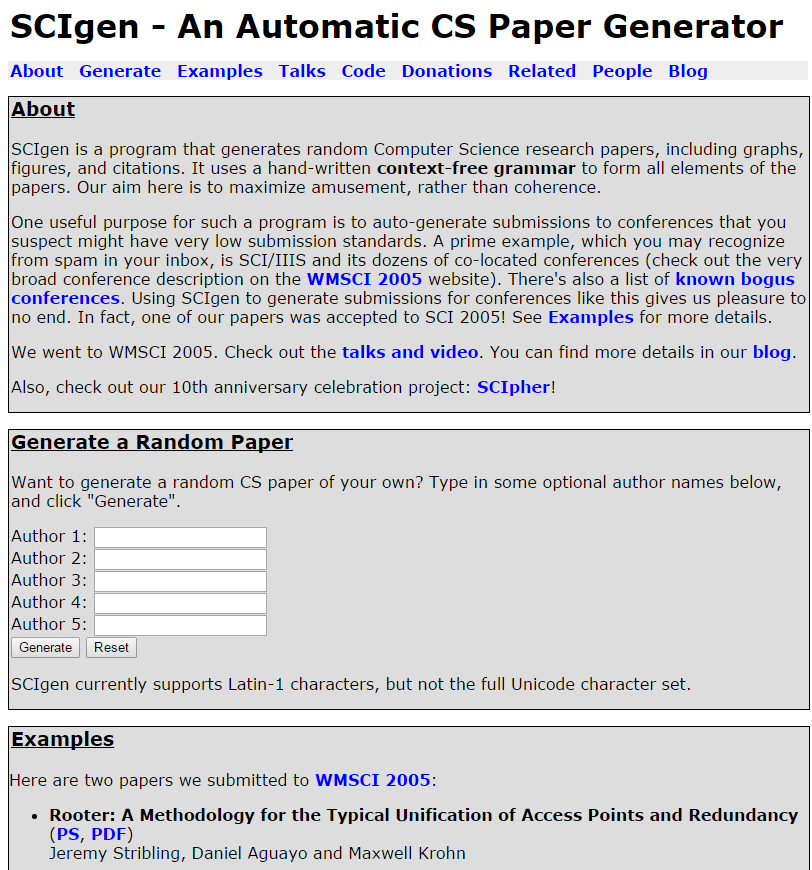 SCIgen - An Automatic CS Paper Generator
About Generate Examples Talks Code Donations Related People Blog
About
SCIgen is a program that generates random Computer Science research papers, including graphs,
figures, and citations. It uses a hand-written context-free grammar to form all elements of the
papers. Our aim here is to maximize amusement, rather than coherence.
One useful purpose for such a program is to auto-generate submissions to conferences that you
suspect might have very low submission standards. A prime example, which you may recognize
from spam in your inbox, is SCI/IIIS and its dozens of co-located conferences (check out the very
broad conference description on the WMSCI 2005 website). There's also a list of known bogus
conferences. Using SCIgen to generate submissions for conferences like this gives us pleasure to
no end. In fact, one of our papers was accepted to SCI 2005! See Examples for more details.
We went to WMSCI 2005. Check out the talks and video. You can find more details in our blog.
Also, check out our 10th anniversary celebration project: SCIpher!
Generate a Random Paper
Want to generate a random CS paper of your own? Type in some optional author names below,
and click "Generate".
Author 1:
Author 2:
Author 3:
Author 4:
Author 5:
Generate Reset
SCIgen currently supports Latin-1 characters, but not the full Unicode character set.
Examples
Here are two papers we submitted to WMSCI 2005:
• Rooter: A Methodology for the Typical Unification of Access Points and Redundancy
(PS, PDF)
Jeremy Stribling, Daniel Aguayo and Maxwell Krohn